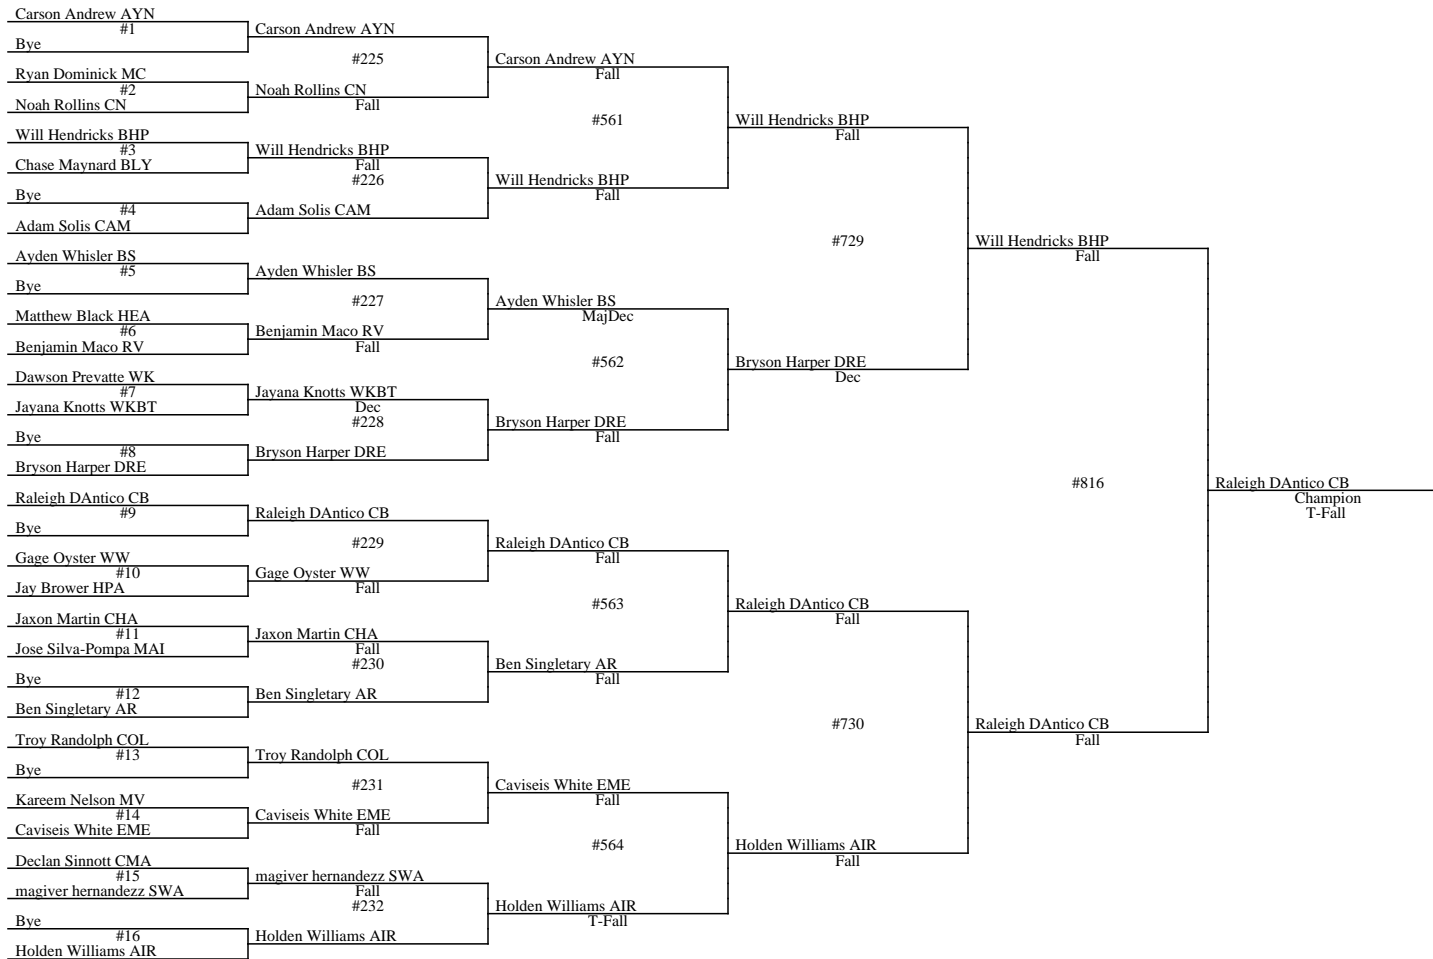 Carson Andrew AYN
#1
Bye
Ryan Dominick MC
#2
Noah Rollins CN
Will Hendricks BHP
#3
Chase Maynard BLY
Bye
#4
Adam Solis CAM
Ayden Whisler BS
#5
Bye
Matthew Black HEA
#6
Benjamin Maco RV
Dawson Prevatte WK
#7
Jayana Knotts WKBT
Bye
#8
Bryson Harper DRE
Raleigh DAntico CB
#9
Bye
Gage Oyster WW
#10
Jay Brower HPA
Jaxon Martin CHA
#11
Jose Silva-Pompa MAI
Bye
#12
Ben Singletary AR
Troy Randolph COL
#13
Bye
Kareem Nelson MV
#14
Caviseis White EME
Declan Sinnott CMA
#15
magiver hernandezz SWA
Bye
#16
Holden Williams AIR
Carson Andrew AYN
#225
Noah Rollins CN
Fall
Will Hendricks BHP
Fall
#226
Adam Solis CAM
Ayden Whisler BS
#227
Benjamin Maco RV
Fall
Jayana Knotts WKBT
Dec
#228
Bryson Harper DRE
Raleigh DAntico CB
#229
Gage Oyster WW
Fall
Jaxon Martin CHA
Fall
#230
Ben Singletary AR
Troy Randolph COL
#231
Caviseis White EME
Fall
magiver hernandezz SWA
Fall
#232
Holden Williams AIR
Carson Andrew AYN
Fall
#561
Will Hendricks BHP
Fall
Ayden Whisler BS
MajDec
#562
Bryson Harper DRE
Fall
Raleigh DAntico CB
Fall
#563
Ben Singletary AR
Fall
Caviseis White EME
Fall
#564
Holden Williams AIR
T-Fall
Will Hendricks BHP
Fall
#729
Bryson Harper DRE
Dec
Raleigh DAntico CB
Fall
#730
Holden Williams AIR
Fall
Will Hendricks BHP
Fall
#816
Raleigh DAntico CB
Fall
Raleigh DAntico CB
Champion
T-Fall